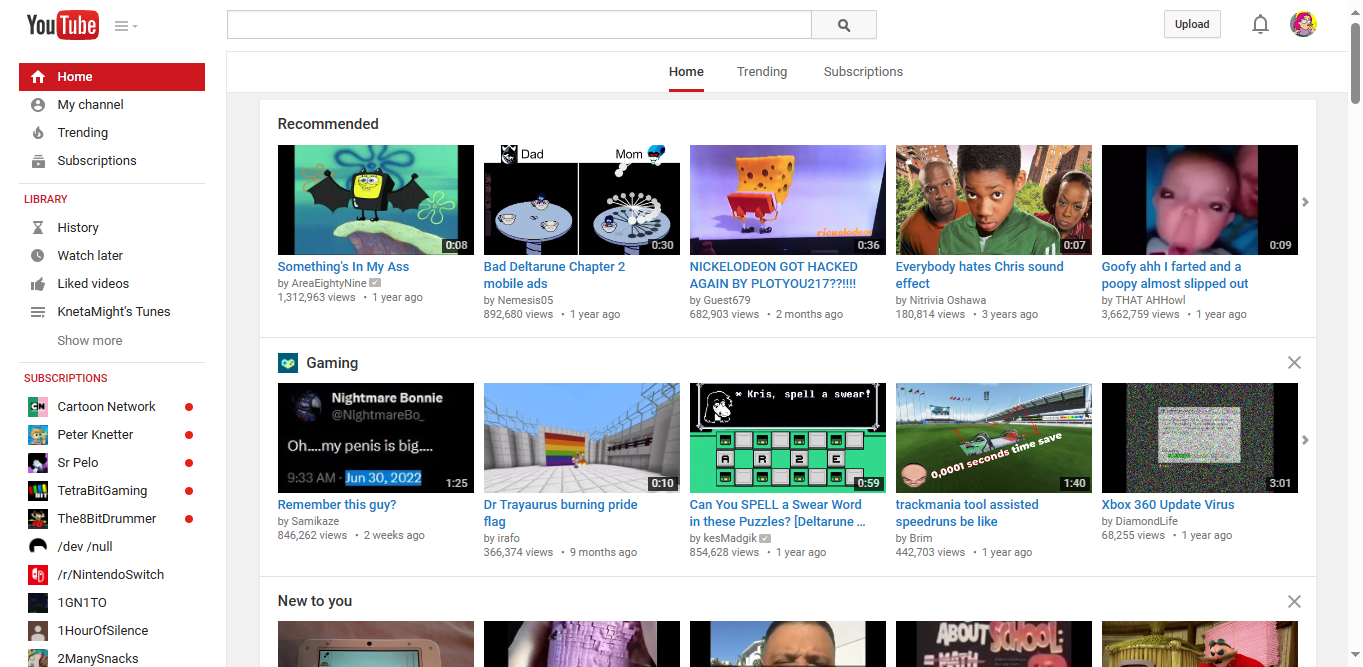 YouTube
Upload
Home
My channel
Trending
Subscriptions
LIBRARY
History
Watch later
Liked videos
KnetaMight's Tunes
Show more
SUBSCRIPTIONS
Cartoon Network
Peter Knetter
Sr Pelo
TetraBitGaming
The8BitDrummer
/dev /null
/r/NintendoSwitch
1GN1TO
1HourOfSilence
2ManySnacks
Home Trending Subscriptions
Recommended
0:08
Something's In My Ass
by AreaEightyNine
1,312,963 views • 1 year ago
Dad Mom
0:30
Bad Deltarune Chapter 2
mobile ads
by Nemesis05
892,680 views • 1 year ago
nickelodeon
0:36
NICKELODEON GOT HACKED
AGAIN BY PLOTYOU217??!!!!
by Guest679
682,903 views • 2 months ago
0:07
Everybody hates Chris sound
effect
by Nitrivia Oshawa
180,814 views • 3 years ago
0:09
Goofy ahh I farted and a
poopy almost slipped out
by THAT AHHowl
3,662,759 views • 1 year ago
Gaming
Nightmare Bonnie
@NightmareBo_
Oh....my penis is big....
9:33 AM · Jun 30, 2022
1:25
Remember this guy?
by Samikaze
846,262 views • 2 weeks ago
0:10
Dr Trayaurus burning pride
flag
by irafo
366,374 views • 9 months ago
* Kris, spell a swear!
A R 2 E
0:59
Can You SPELL a Swear Word
in these Puzzles? [Deltarune ...
by kesMadgik
854,628 views • 1 year ago
0,0001 seconds time save
1:40
trackmania tool assisted
speedruns be like
by Brim
442,703 views • 1 year ago
3:01
Xbox 360 Update Virus
by DiamondLife
68,255 views • 1 year ago
New to you
ABOUT SCHOOL:
MATH